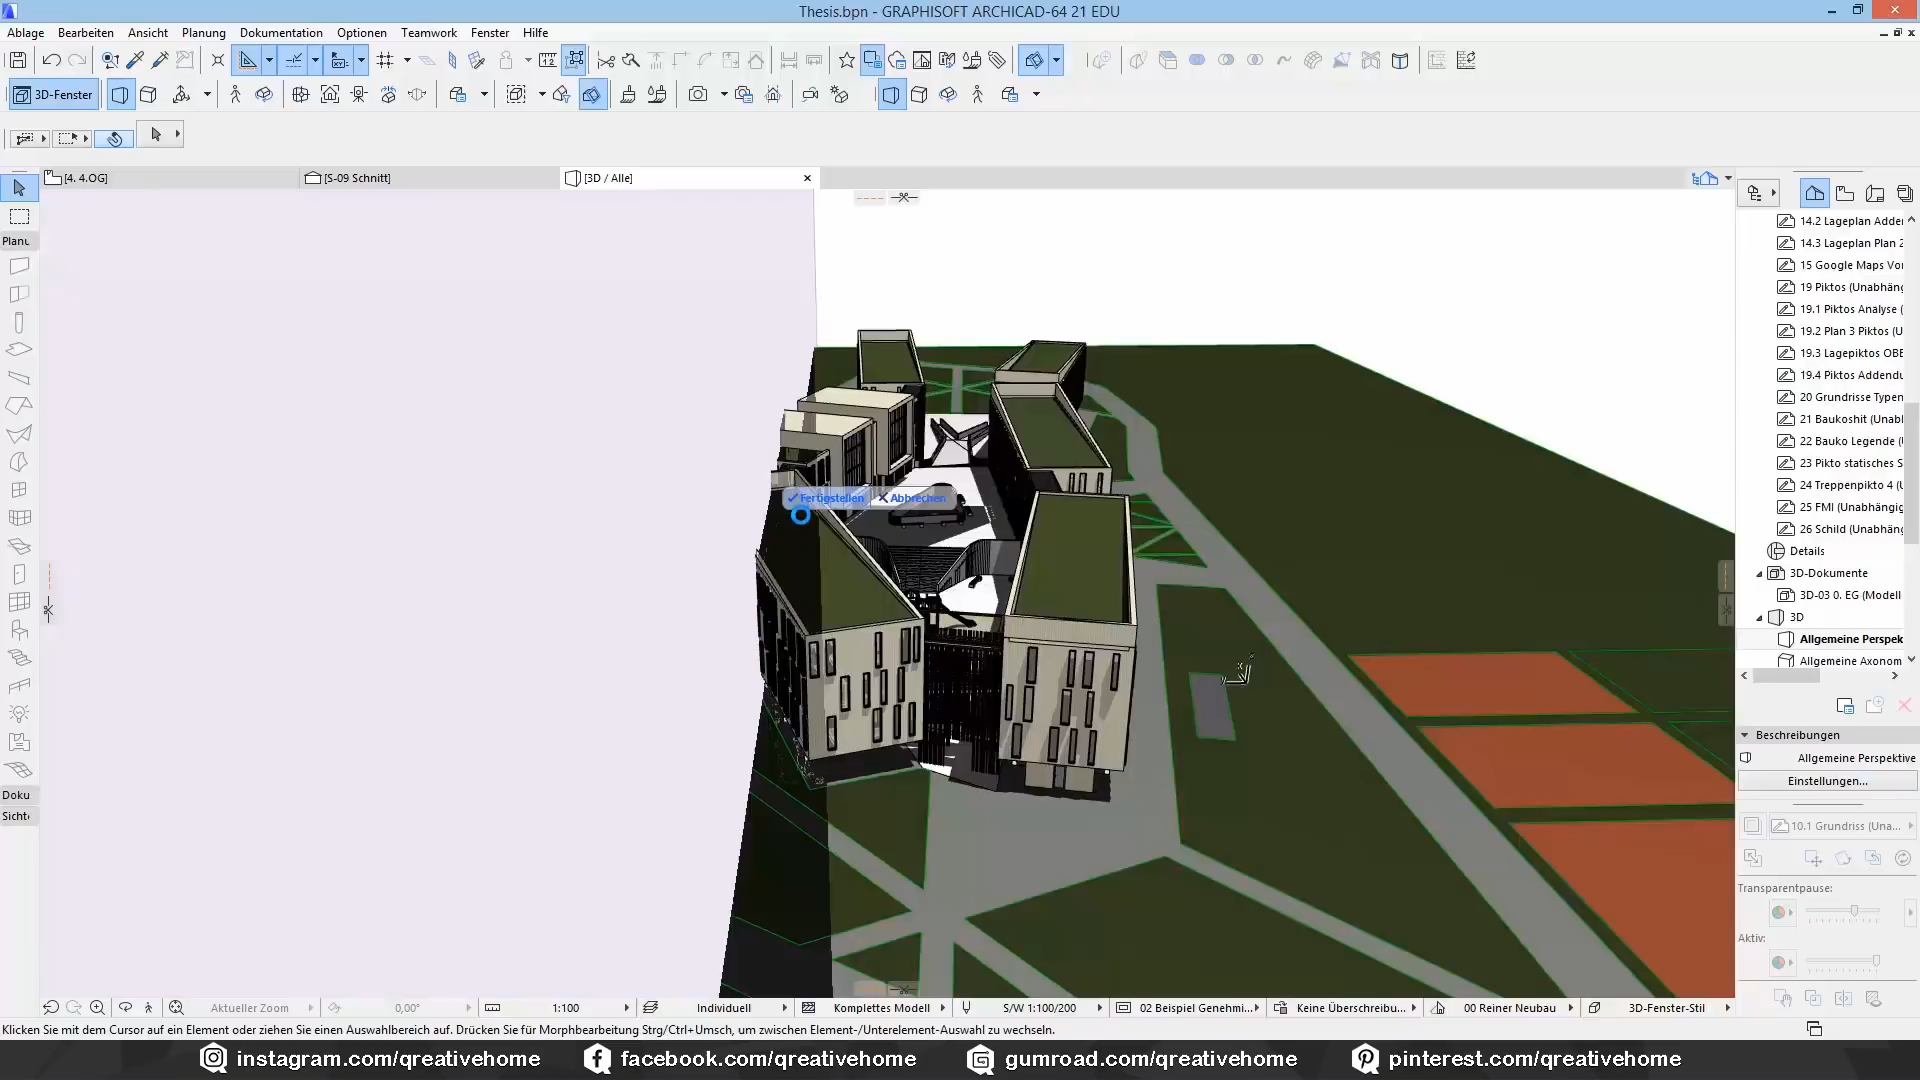 Thesis.bpn - GRAPHISOFT ARCHICAD-64 21 EDU
Ablage Bearbeiten Ansicht Planung Dokumentation Optionen Teamwork Fenster Hilfe
3D-Fenster
[4. 4.OG] [S-09 Schnitt] [3D / Alle]
Planu
Doku
Sicht
Fertigstellen Abbrechen
14.2 Lageplan Adden
14.3 Lageplan Plan 2
15 Google Maps Vor
19 Piktos (Unabhäng
19.1 Piktos Analyse (
19.2 Plan 3 Piktos (U
19.3 Lagepiktos OBE
19.4 Piktos Addendu
20 Grundrisse Typen
21 Baukoshit (Unabl
22 Bauko Legende (U
23 Pikto statisches S
24 Treppenpikto 4 (U
25 FMI (Unabhängig
26 Schild (Unabhäng
Details
3D-Dokumente
3D-03 0. EG (Modell
3D
Allgemeine Perspek
Allgemeine Axonom
Beschreibungen
Allgemeine Perspektive
Einstellungen...
10.1 Grundriss (Una...
Transparentpause:
Aktiv:
Aktueller Zoom 0,00° 1:100 Individuell Komplettes Modell S/W 1:100/200 02 Beispiel Genehmi... Keine Überschreibu... 00 Reiner Neubau 3D-Fenster-Stil
Klicken Sie mit dem Cursor auf ein Element oder ziehen Sie einen Auswahlbereich auf. Drücken Sie für Morphbearbeitung Strg/Ctrl+Umsch, um zwischen Element-/Unterelement-Auswahl zu wechseln.
instagram.com/qreativehome facebook.com/qreativehome gumroad.com/qreativehome pinterest.com/qreativehome